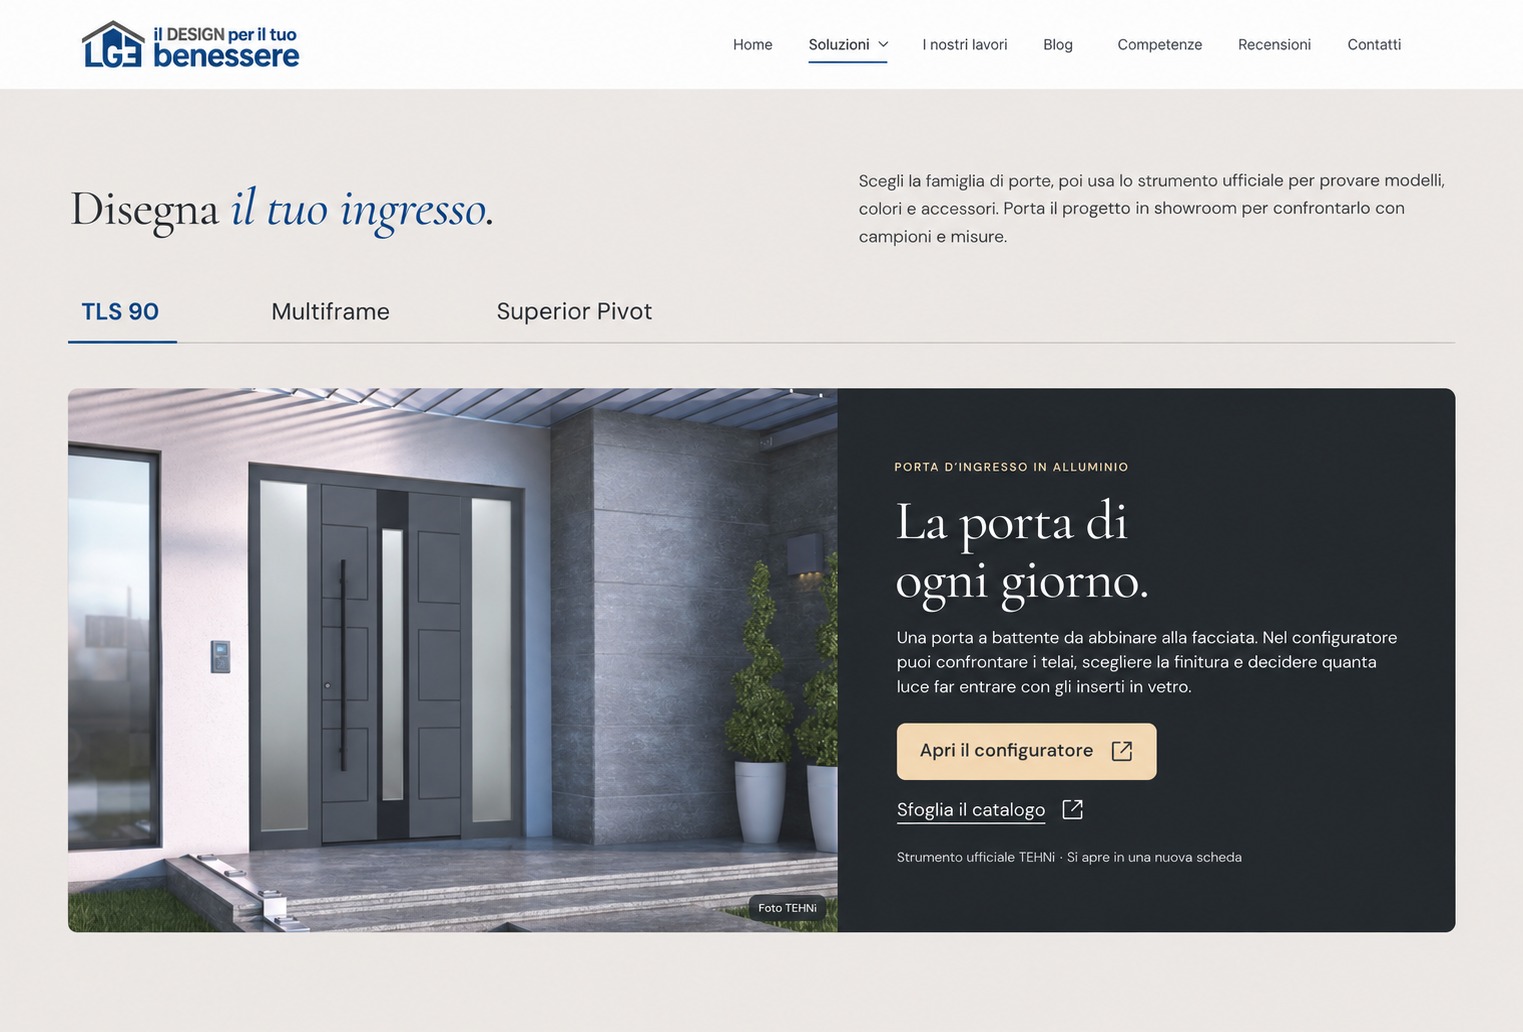 LGE il DESIGN per il tuo
benessere
Home Soluzioni I nostri lavori Blog Competenze Recensioni Contatti
Disegna il tuo ingresso.
Scegli la famiglia di porte, poi usa lo strumento ufficiale per provare modelli,
colori e accessori. Porta il progetto in showroom per confrontarlo con
campioni e misure.
TLS 90 Multiframe Superior Pivot
PORTA D'INGRESSO IN ALLUMINIO
La porta di
ogni giorno.
Una porta a battente da abbinare alla facciata. Nel configuratore
puoi confrontare i telai, scegliere la finitura e decidere quanta
luce far entrare con gli inserti in vetro.
Apri il configuratore
Sfoglia il catalogo
Strumento ufficiale TEHNi · Si apre in una nuova scheda
Foto TEHNi